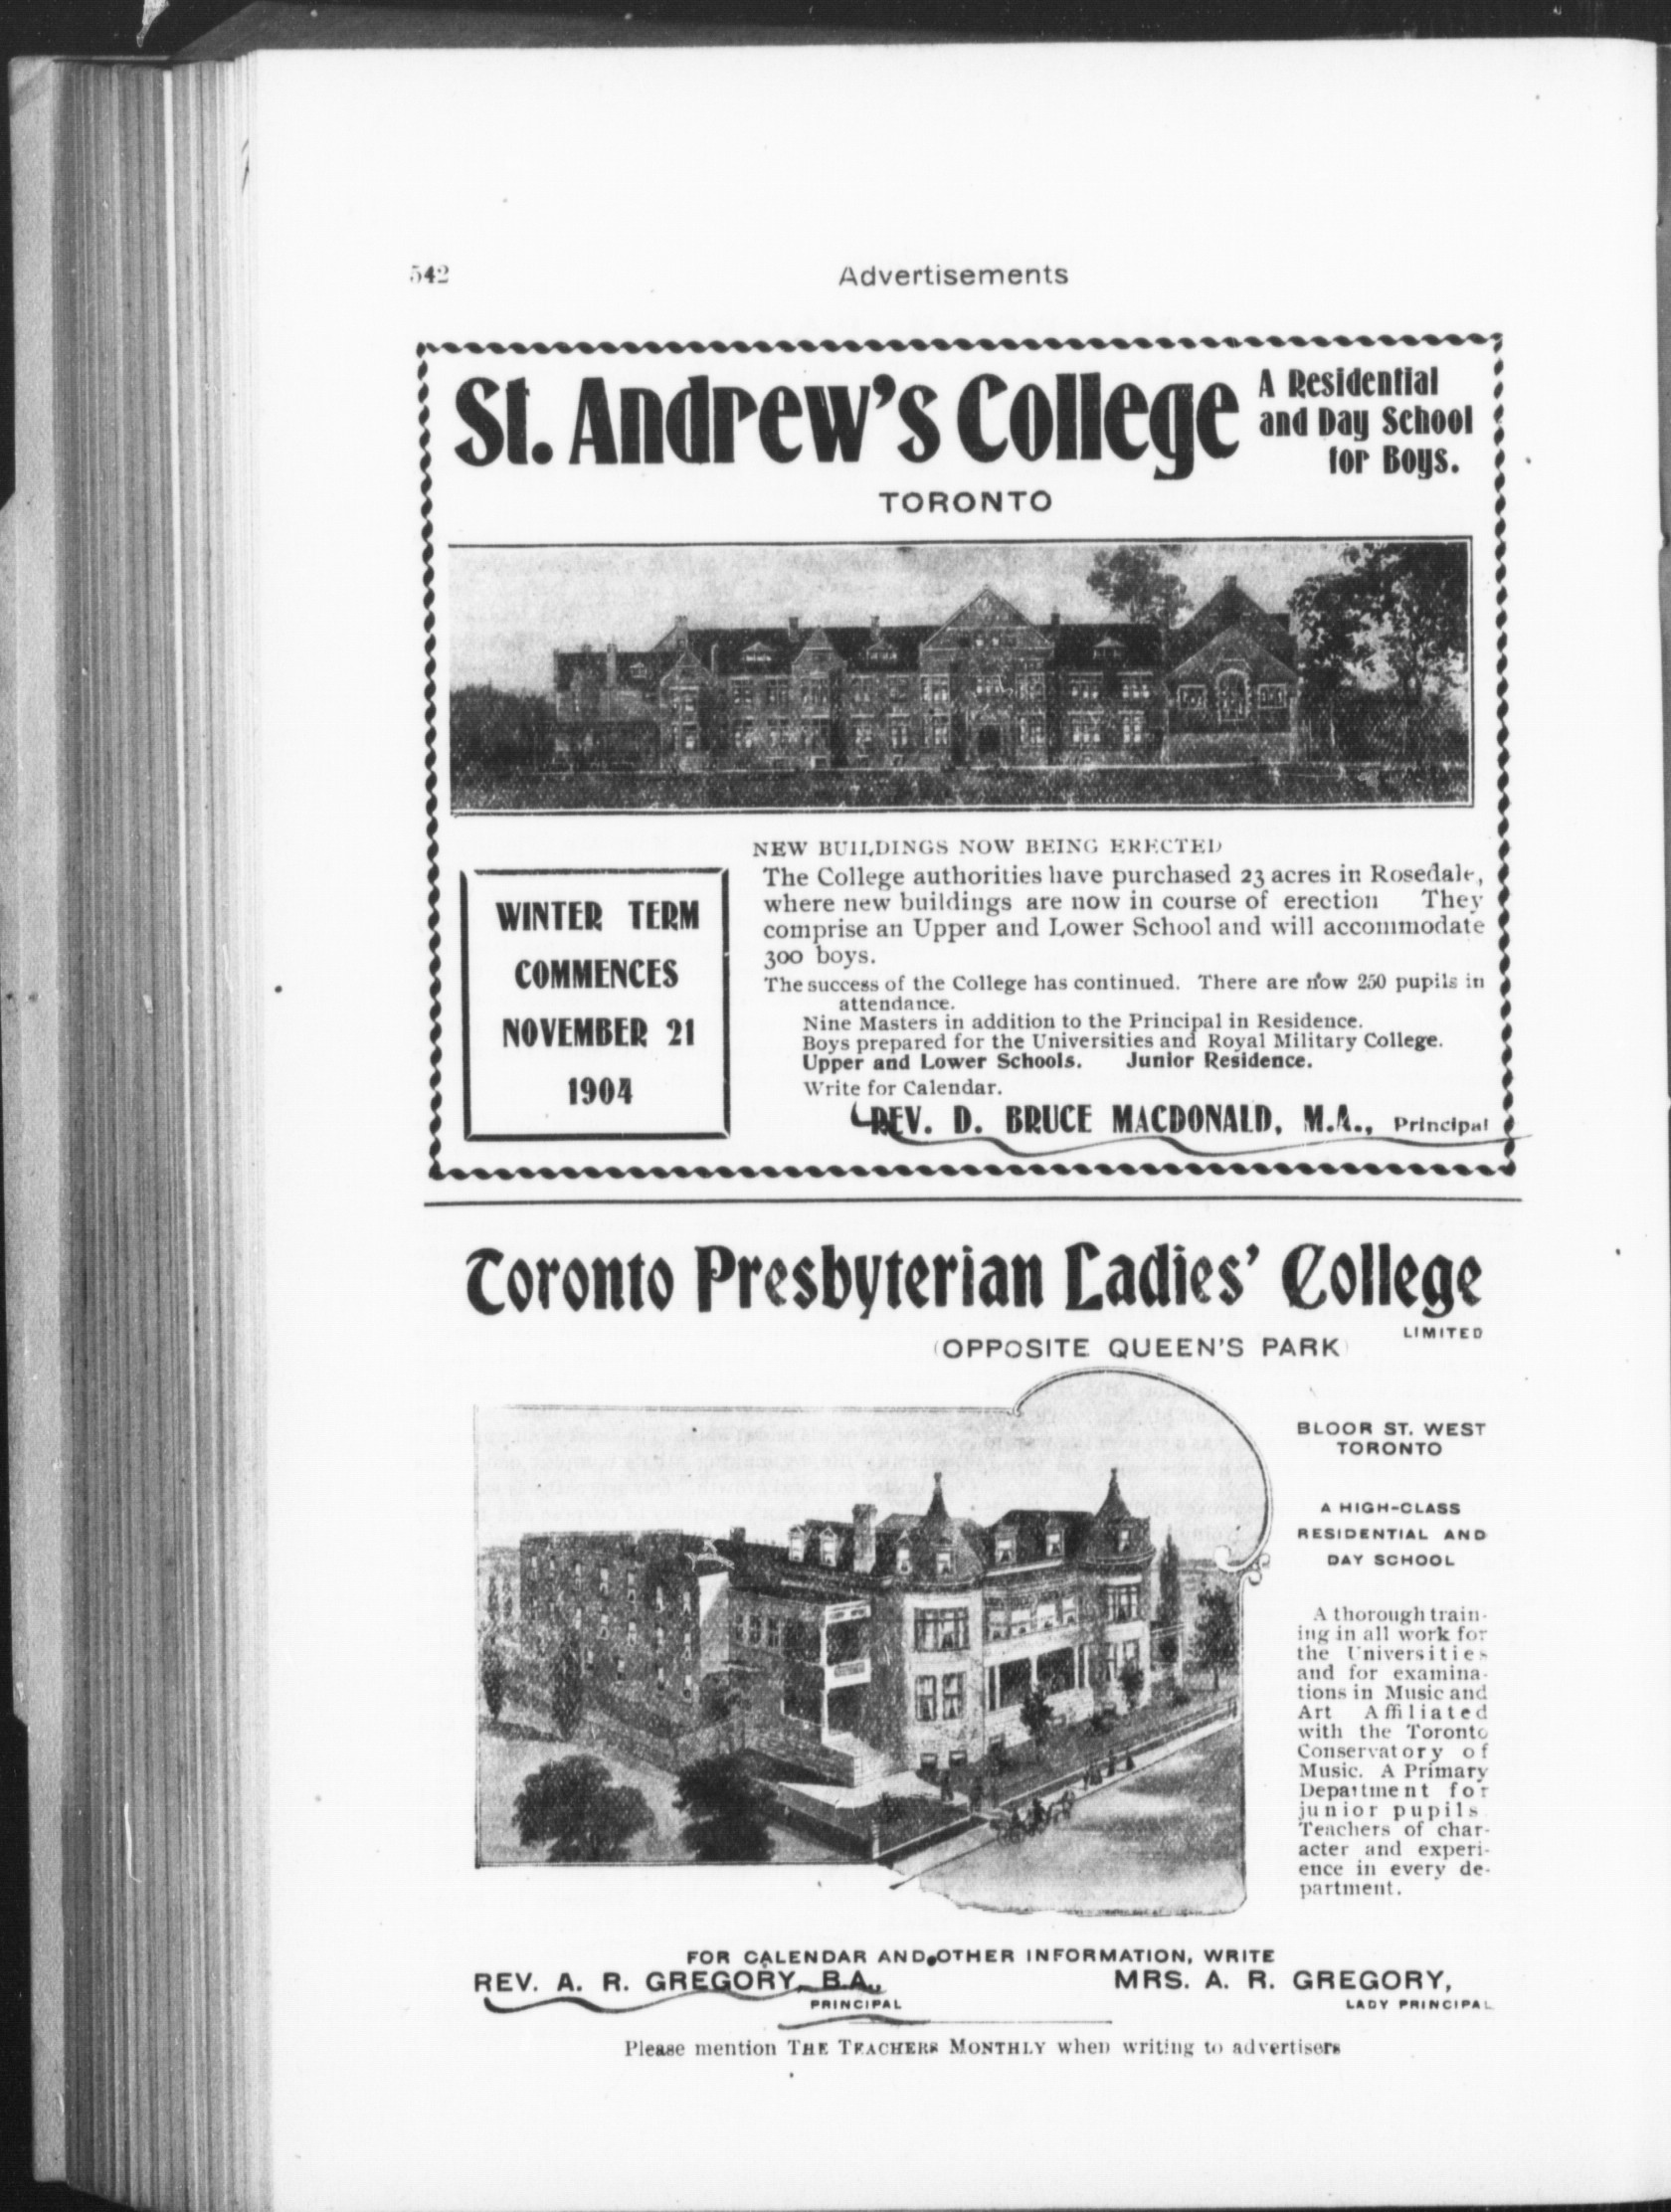 542
Advertisements
St. Andrew's College
A Residential
and Day School
for Boys.
TORONTO
NEW BUILDINGS NOW BEING ERECTED
The College authorities have purchased 23 acres in Rosedale,
where new buildings are now in course of erection They
comprise an Upper and Lower School and will accommodate
300 boys.
The success of the College has continued. There are now 250 pupils in
attendance.
Nine Masters in addition to the Principal in Residence.
Boys prepared for the Universities and Royal Military College.
Upper and Lower Schools. Junior Residence.
Write for Calendar.
REV. D. BRUCE MACDONALD, M.A., Principal
WINTER TERM
COMMENCES
NOVEMBER 21
1904
Toronto Presbyterian Ladies' College
LIMITED
(OPPOSITE QUEEN'S PARK)
BLOOR ST. WEST
TORONTO
A HIGH-CLASS
RESIDENTIAL AND
DAY SCHOOL
A thorough train-
ing in all work for
the Universities
and for examina-
tions in Music and
Art Affiliated
with the Toronto
Conservatory of
Music. A Primary
Department for
junior pupils
Teachers of char-
acter and experi-
ence in every de-
partment.
FOR CALENDAR AND OTHER INFORMATION, WRITE
REV. A. R. GREGORY, B.A.,
PRINCIPAL
MRS. A. R. GREGORY,
LADY PRINCIPAL
Please mention THE TEACHERS MONTHLY when writing to advertisers